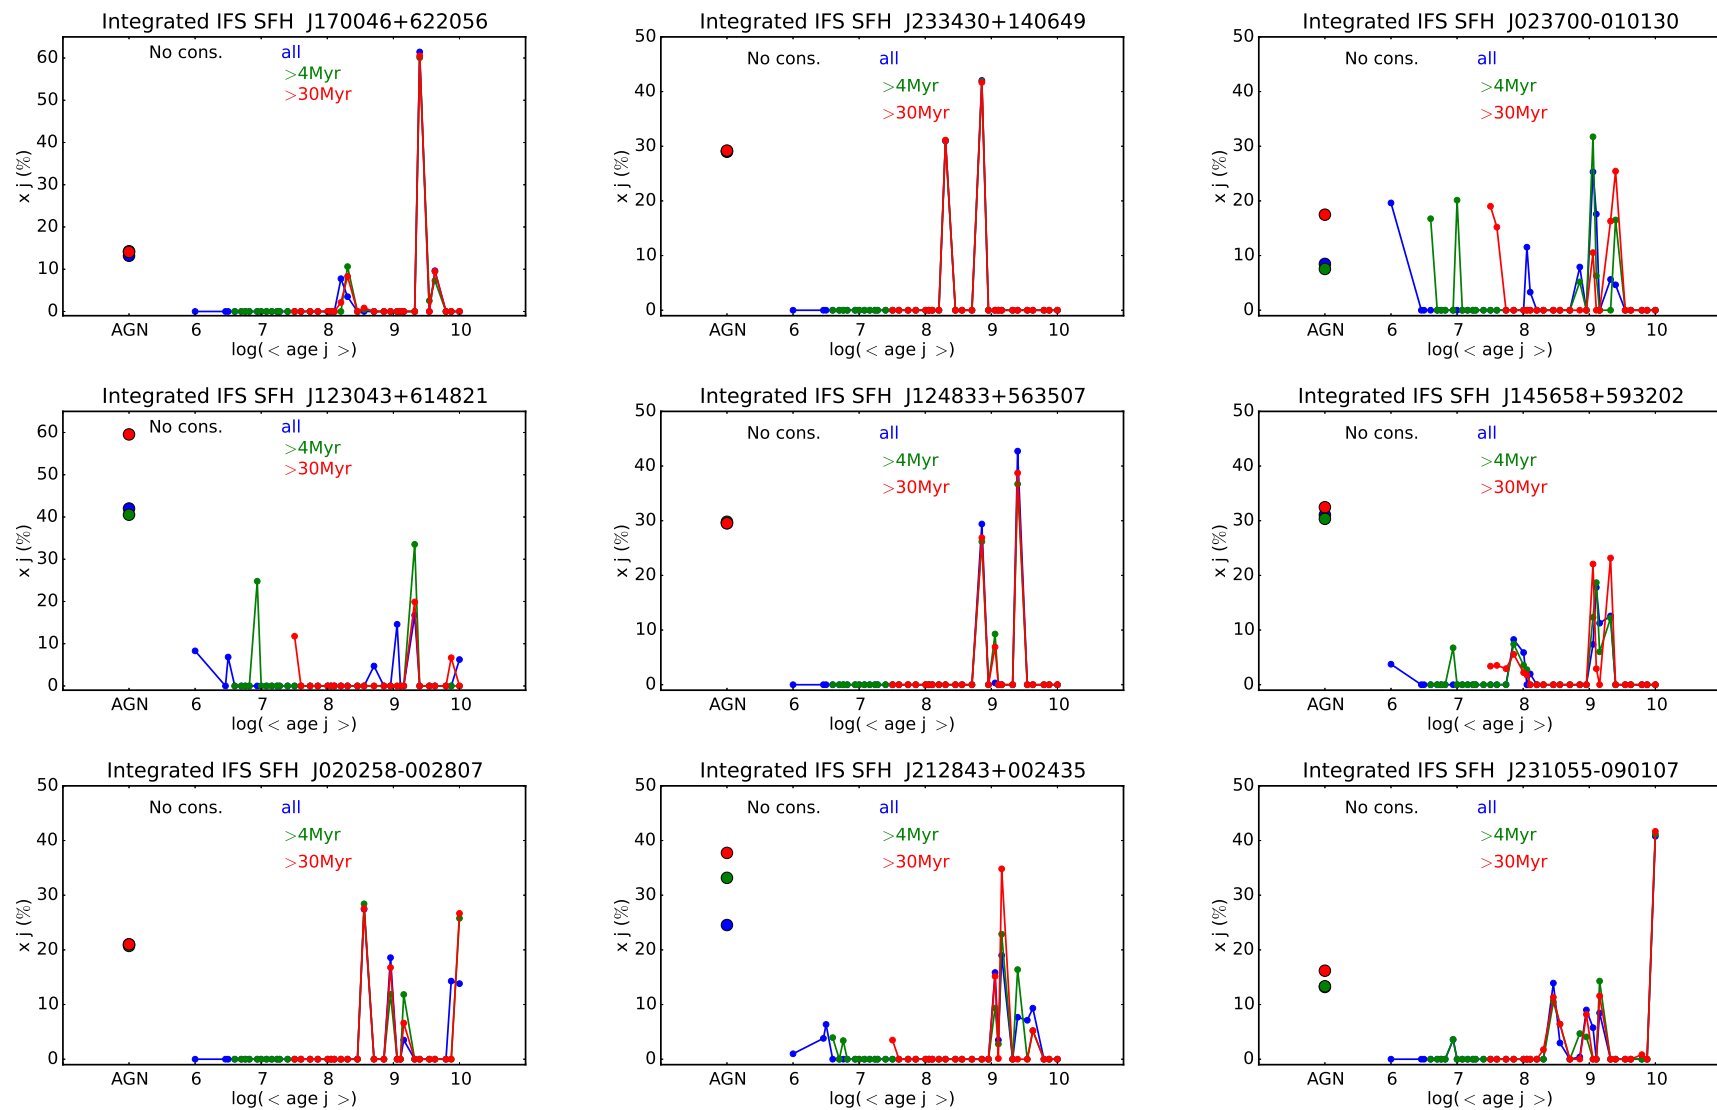 Integrated IFS SFH J170046+622056
No cons. all
>4Myr
>30Myr
60
50
40
30
20
10
0
x j (%)
AGN 6 7 8 9 10
log(< age j >)
Integrated IFS SFH J233430+140649
No cons. all
>4Myr
>30Myr
50
40
30
20
10
0
x j (%)
AGN 6 7 8 9 10
log(< age j >)
Integrated IFS SFH J023700-010130
No cons. all
>4Myr
>30Myr
50
40
30
20
10
0
x j (%)
AGN 6 7 8 9 10
log(< age j >)
Integrated IFS SFH J123043+614821
No cons. all
>4Myr
>30Myr
60
50
40
30
20
10
0
x j (%)
AGN 6 7 8 9 10
log(< age j >)
Integrated IFS SFH J124833+563507
No cons. all
>4Myr
>30Myr
50
40
30
20
10
0
x j (%)
AGN 6 7 8 9 10
log(< age j >)
Integrated IFS SFH J145658+593202
No cons. all
>4Myr
>30Myr
50
40
30
20
10
0
x j (%)
AGN 6 7 8 9 10
log(< age j >)
Integrated IFS SFH J020258-002807
No cons. all
>4Myr
>30Myr
50
40
30
20
10
0
x j (%)
AGN 6 7 8 9 10
log(< age j >)
Integrated IFS SFH J212843+002435
No cons. all
>4Myr
>30Myr
50
40
30
20
10
0
x j (%)
AGN 6 7 8 9 10
log(< age j >)
Integrated IFS SFH J231055-090107
No cons. all
>4Myr
>30Myr
50
40
30
20
10
0
x j (%)
AGN 6 7 8 9 10
log(< age j >)